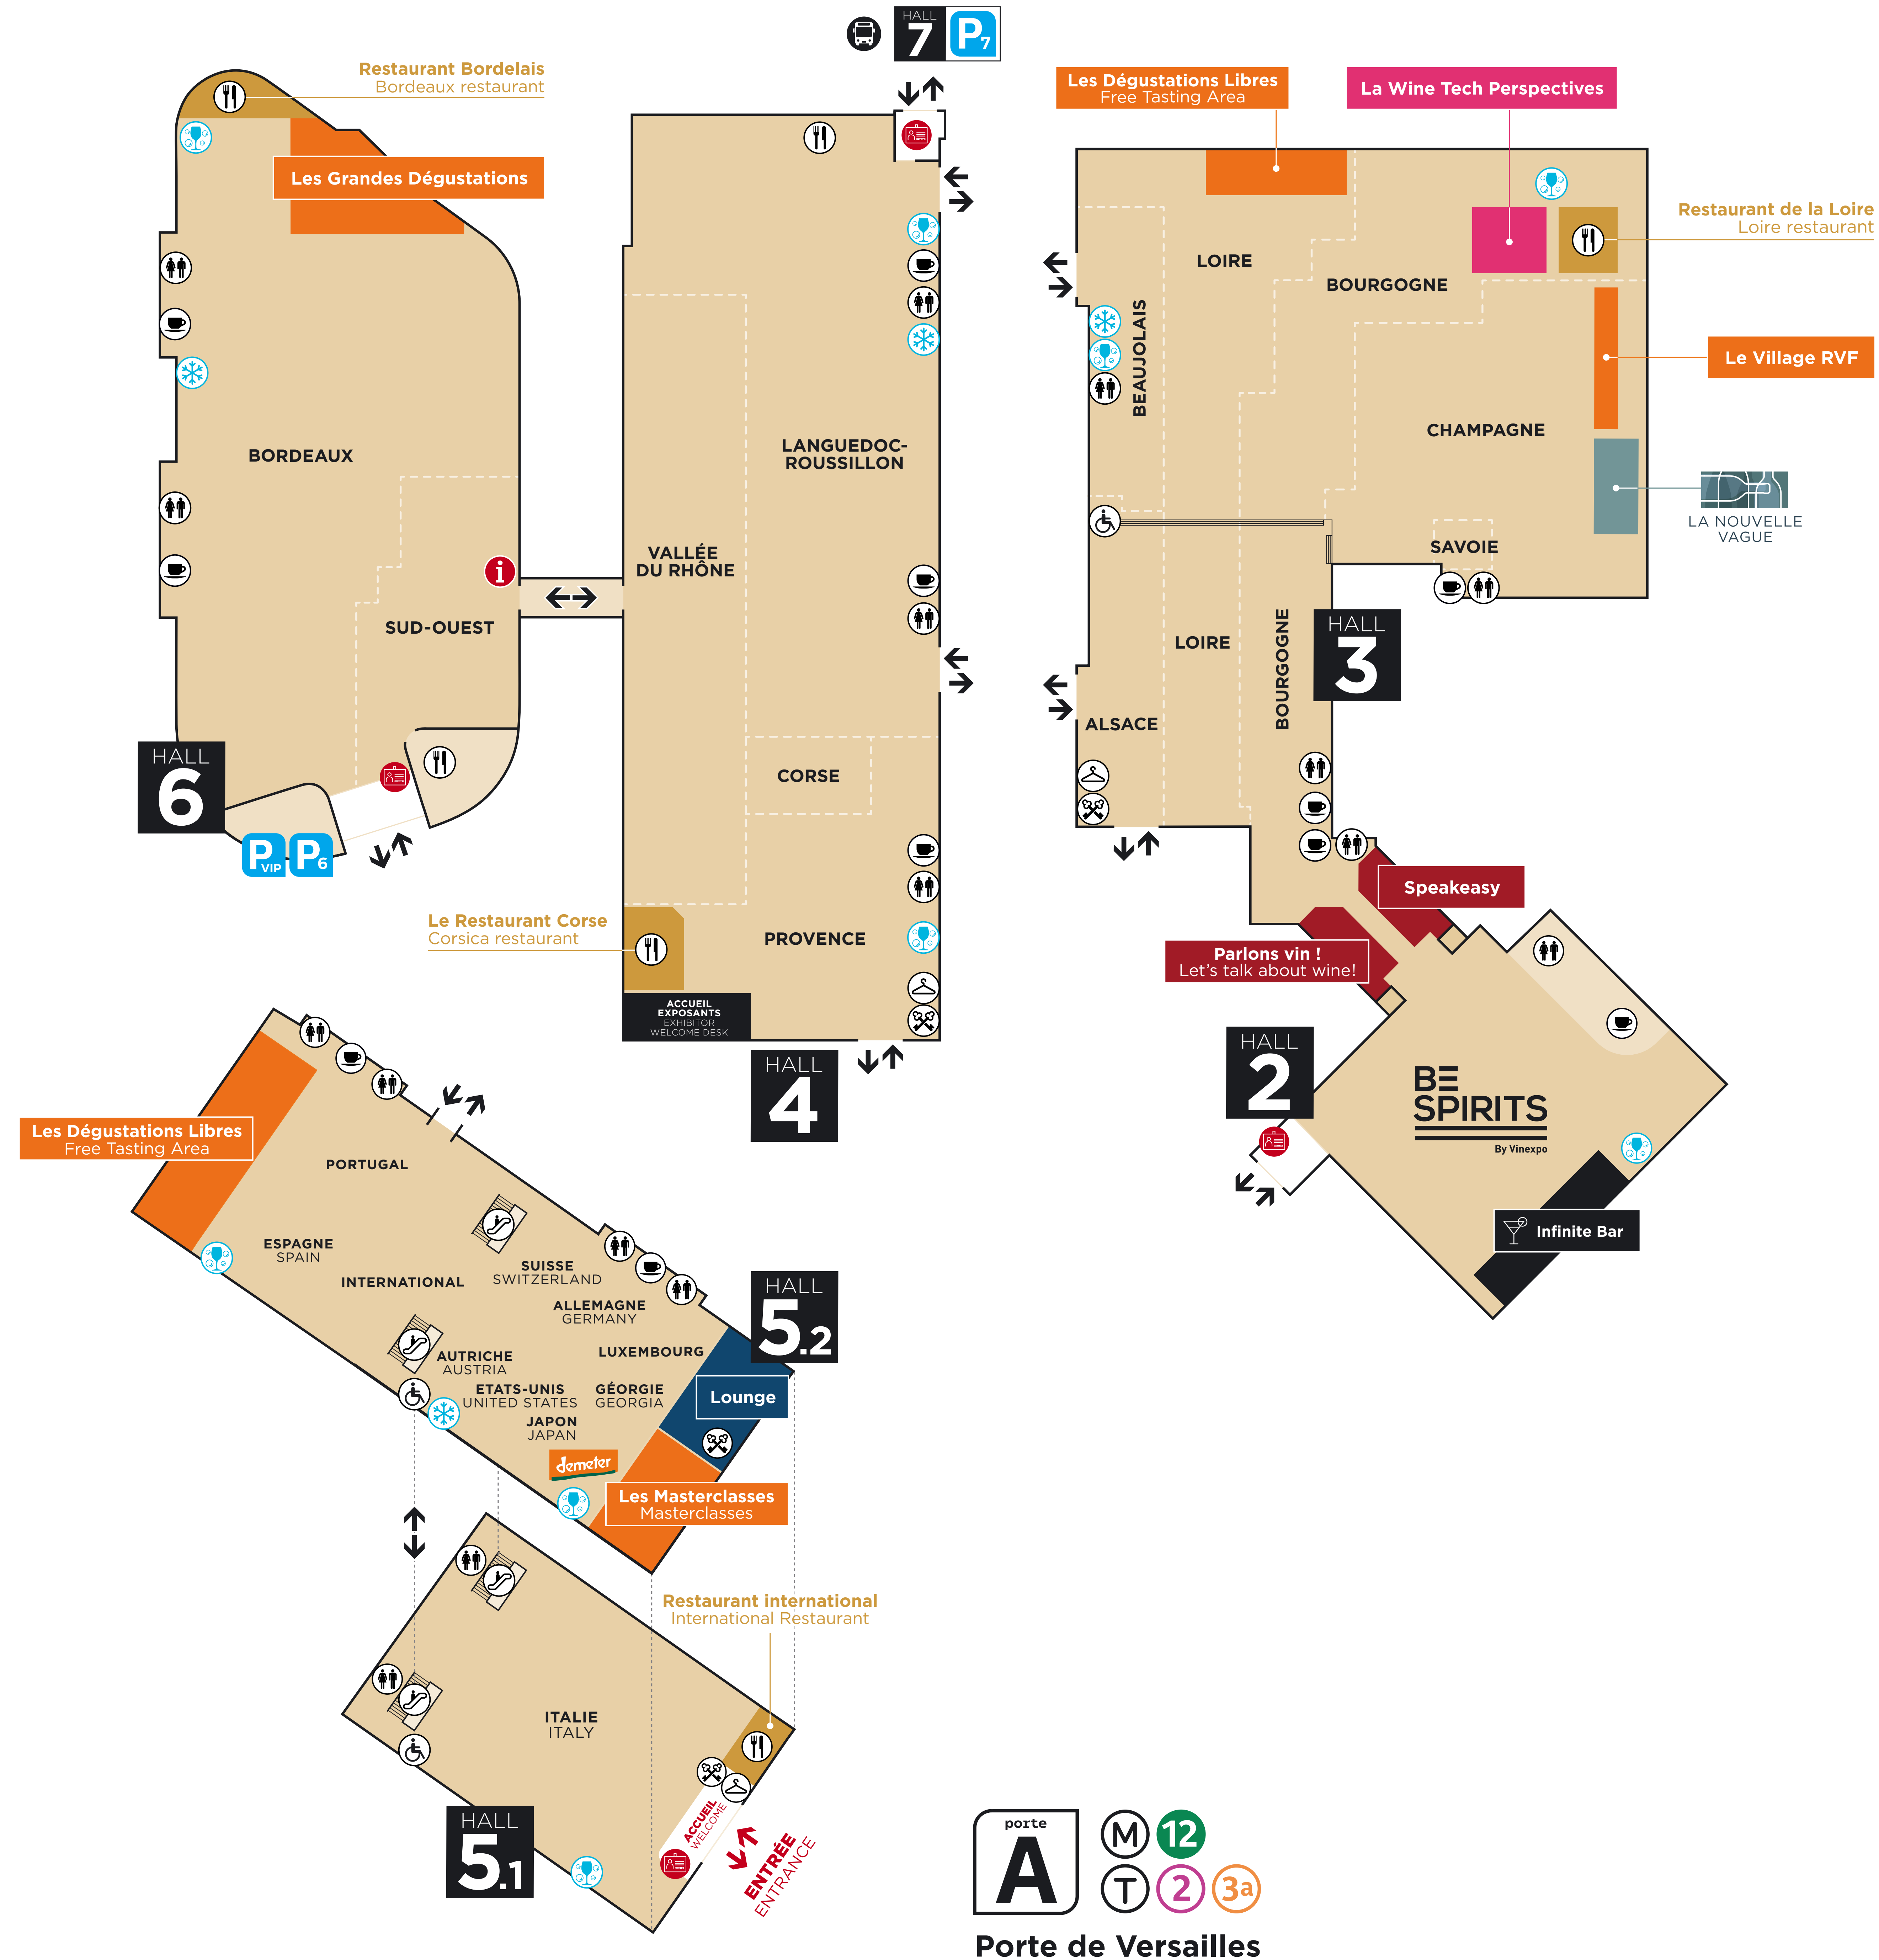 HALL
7
P7
Restaurant Bordelais
Bordeaux restaurant
Les Grandes Dégustations
BORDEAUX
i
SUD-OUEST
HALL
6
P VIP
P6
LANGUEDOC-
ROUSSILLON
VALLÉE
DU RHÔNE
CORSE
PROVENCE
Le Restaurant Corse
Corsica restaurant
ACCUEIL
EXPOSANTS
EXHIBITOR
WELCOME DESK
HALL
4
Les Dégustations Libres
Free Tasting Area
La Wine Tech Perspectives
Restaurant de la Loire
Loire restaurant
LOIRE
BOURGOGNE
BEAUJOLAIS
Le Village RVF
CHAMPAGNE
LA NOUVELLE
VAGUE
SAVOIE
HALL
3
LOIRE
BOURGOGNE
ALSACE
Speakeasy
Parlons vin !
Let's talk about wine!
HALL
2
BE
SPIRITS
By Vinexpo
Infinite Bar
Les Dégustations Libres
Free Tasting Area
PORTUGAL
ESPAGNE
SPAIN
INTERNATIONAL
SUISSE
SWITZERLAND
ALLEMAGNE
GERMANY
HALL
5.2
LUXEMBOURG
AUTRICHE
AUSTRIA
ETATS-UNIS
UNITED STATES
GÉORGIE
GEORGIA
Lounge
JAPON
JAPAN
demeter
Les Masterclasses
Masterclasses
Restaurant international
International Restaurant
ITALIE
ITALY
ACCUEIL
WELCOME
ENTRÉE
ENTRANCE
HALL
5.1
porte
A
M 12
T 2 3a
Porte de Versailles